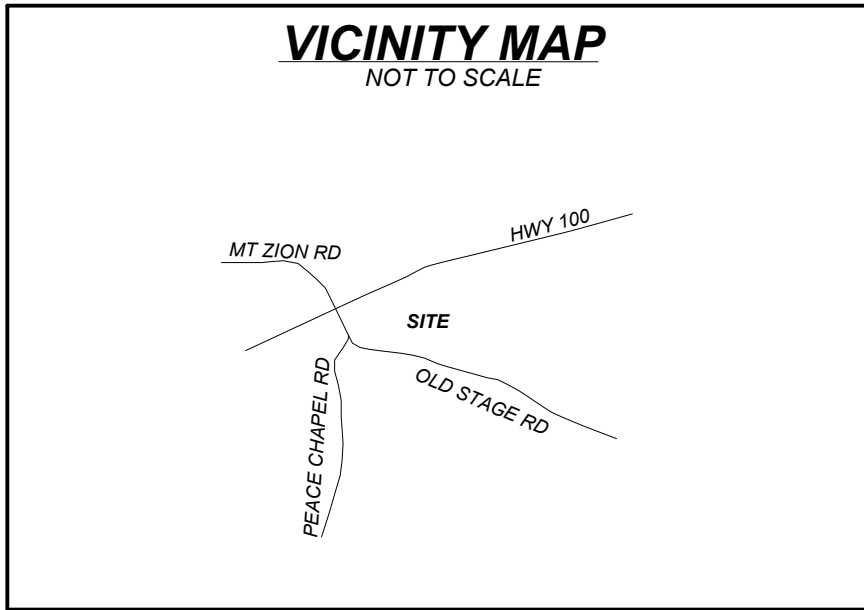 VICINITY MAP
NOT TO SCALE
HWY 100
MT ZION RD
SITE
OLD STAGE RD
PEACE CHAPEL RD